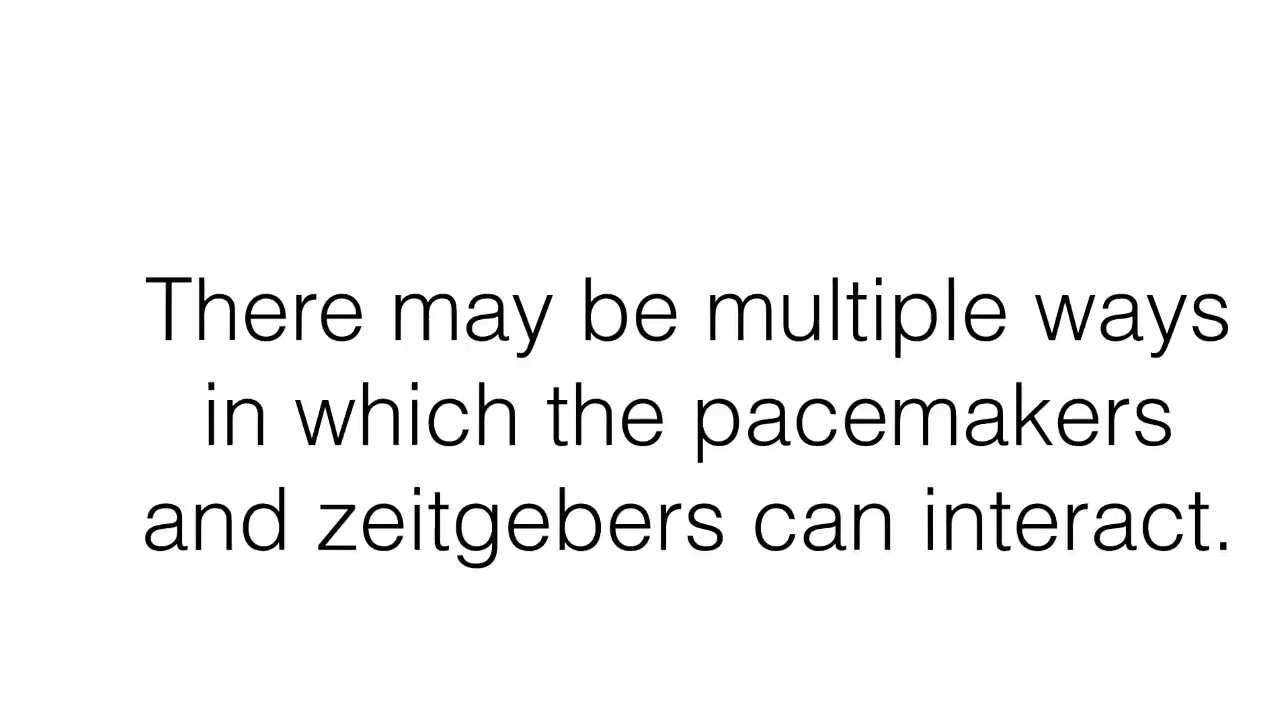 There may be multiple ways
in which the pacemakers
and zeitgebers can interact.